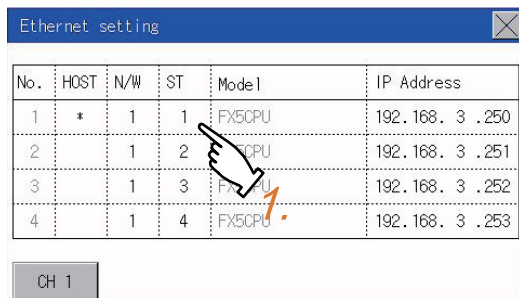 Ethernet setting
No. HOST N/W ST Model IP Address
1 * 1 1 FX5CPU 192.168. 3 .250
2 1 2 FX5CPU 192.168. 3 .251
3 1 3 FX5CPU 192.168. 3 .252
4 1 4 FX5CPU 192.168. 3 .253
1.
CH 1